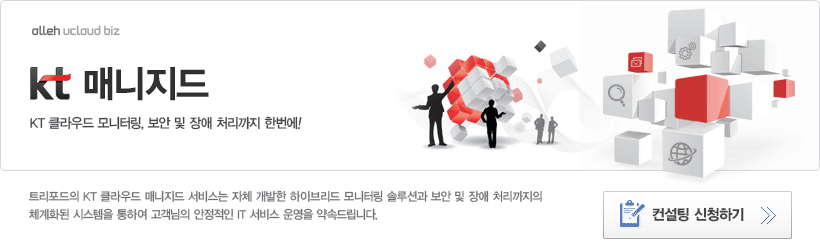 olleh ucloud biz
kt 매니지드
KT 클라우드 모니터링, 보안 및 장애 처리까지 한번에!
트리포드의 KT 클라우드 매니지드 서비스는 자체 개발한 하이브리드 모니터링 솔루션과 보안 및 장애 처리까지의
체계화된 시스템을 통하여 고객님의 안정적인 IT 서비스 운영을 약속드립니다.
컨설팅 신청하기